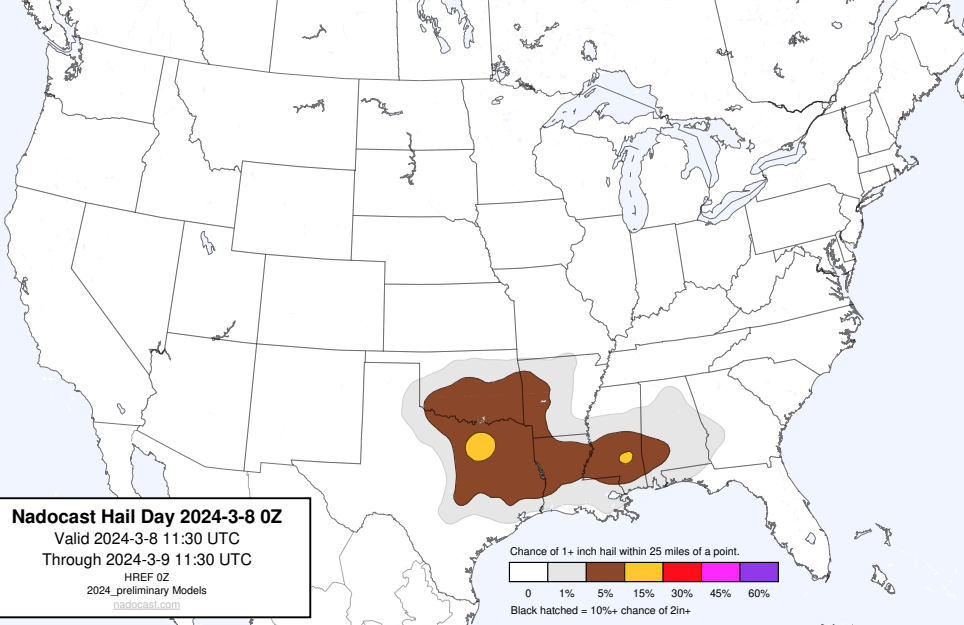 Nadocast Hail Day 2024-3-8 0Z
Valid 2024-3-8 11:30 UTC
Through 2024-3-9 11:30 UTC
HREF 0Z
2024_preliminary Models
nadocast.com
Chance of 1+ inch hail within 25 miles of a point.
0 1% 5% 15% 30% 45% 60%
Black hatched = 10%+ chance of 2in+